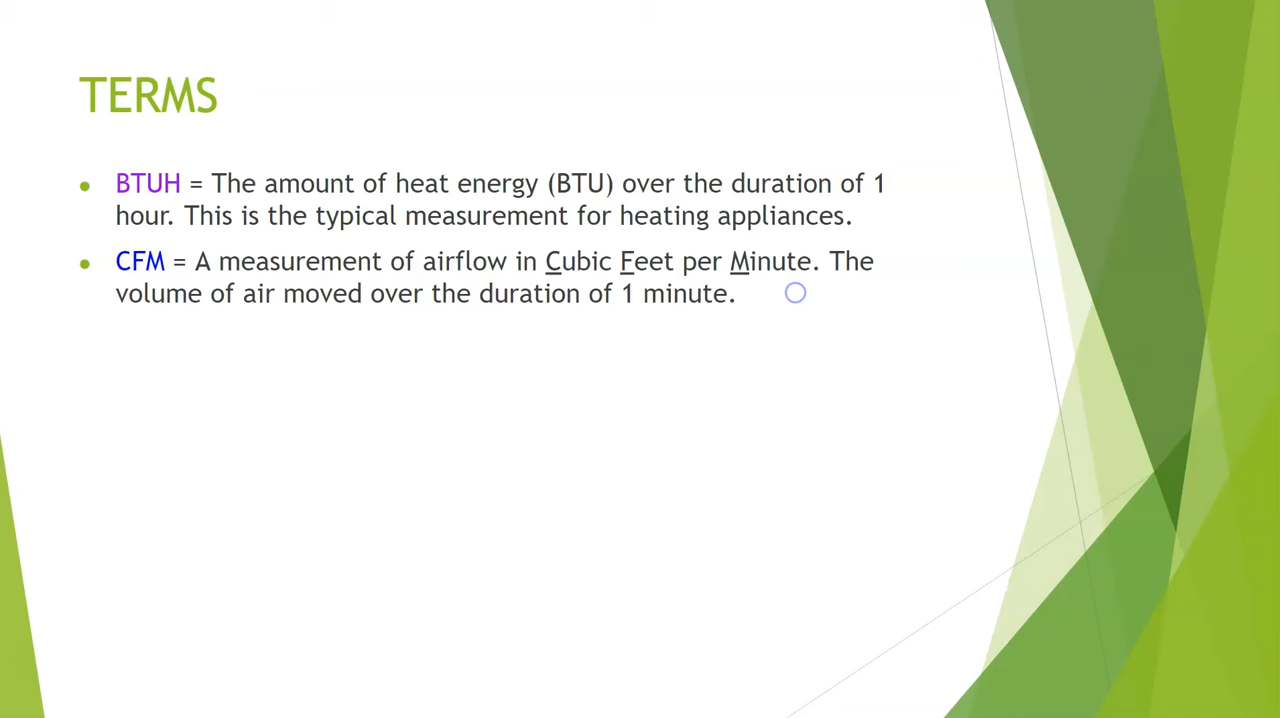 TERMS
BTUH = The amount of heat energy (BTU) over the duration of 1
hour. This is the typical measurement for heating appliances.
CFM = A measurement of airflow in Cubic Feet per Minute. The
volume of air moved over the duration of 1 minute.